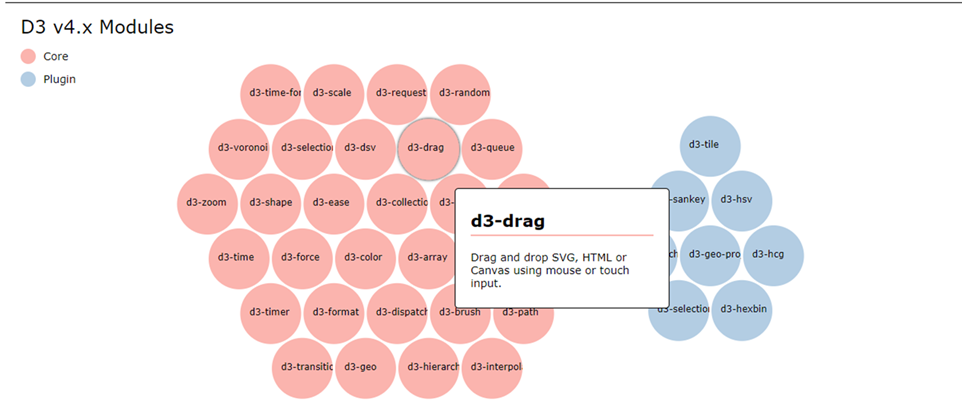 D3 v4.x Modules
Core
Plugin
d3-time-for
d3-scale
d3-request
d3-random
d3-voronoi
d3-selection
d3-dsv
d3-drag
d3-queue
d3-tile
d3-zoom
d3-shape
d3-ease
d3-collectio
d3-
-sankey
d3-hsv
d3-drag
Drag and drop SVG, HTML or
Canvas using mouse or touch
input.
d3-time
d3-force
d3-color
d3-array
ch
d3-geo-pro
d3-hcg
d3-timer
d3-format
d3-dispatch
d3-brush
d3-path
d3-selection
d3-hexbin
d3-transitic
d3-geo
d3-hierarch
d3-interpol